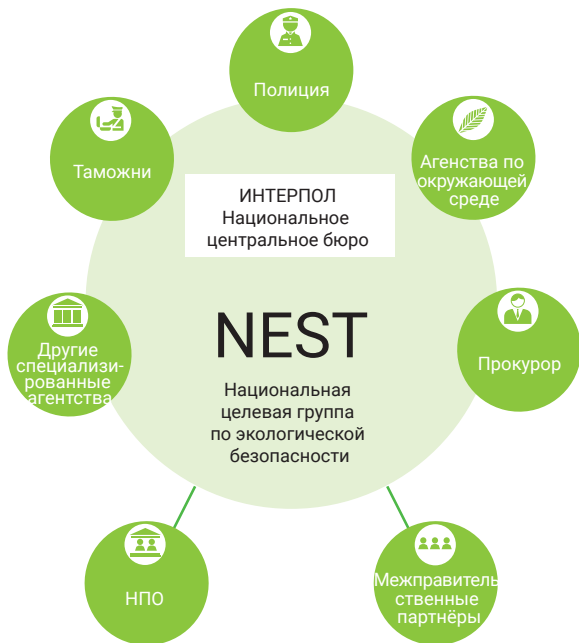 Полиция
Таможни
Агенства по
окружающей
среде
ИНТЕРПОЛ
Национальное
центральное бюро
NEST
Национальная
целевая группа
по экологической
безопасности
Другие
специализи-
рованные
агентства
Прокурор
НПО
Межправитель
ственные
партнёры